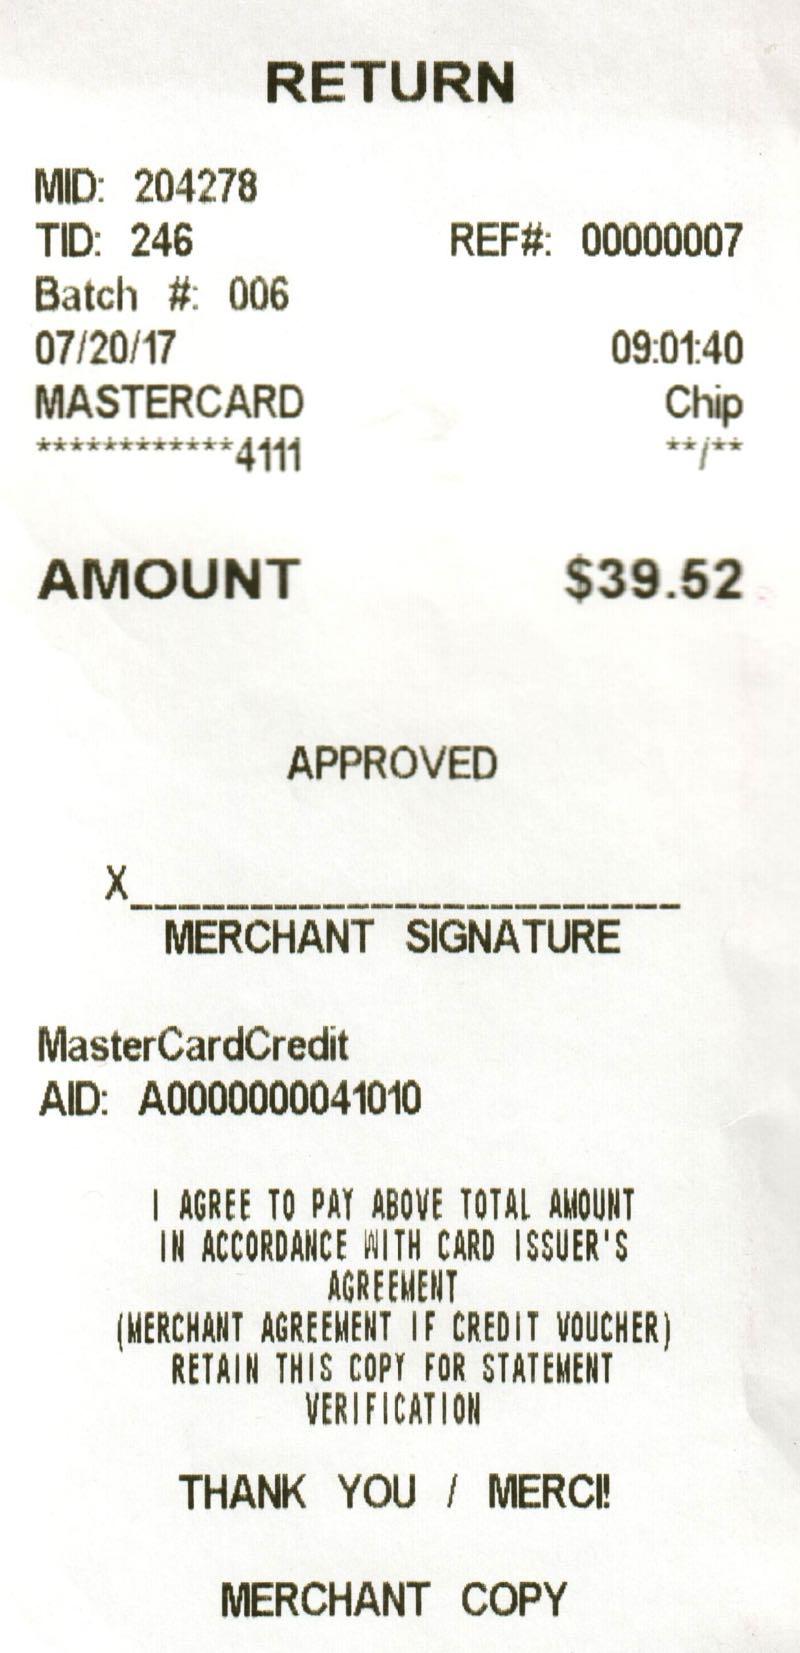 RETURN
MID: 204278
TID: 246 REF#: 00000007
Batch #: 006
07/20/17 09:01:40
MASTERCARD Chip
************4111 **/**
AMOUNT $39.52
APPROVED
X_______________________
MERCHANT SIGNATURE
MasterCardCredit
AID: A0000000041010
I AGREE TO PAY ABOVE TOTAL AMOUNT
IN ACCORDANCE WITH CARD ISSUER'S
AGREEMENT
(MERCHANT AGREEMENT IF CREDIT VOUCHER)
RETAIN THIS COPY FOR STATEMENT
VERIFICATION
THANK YOU / MERCI!
MERCHANT COPY